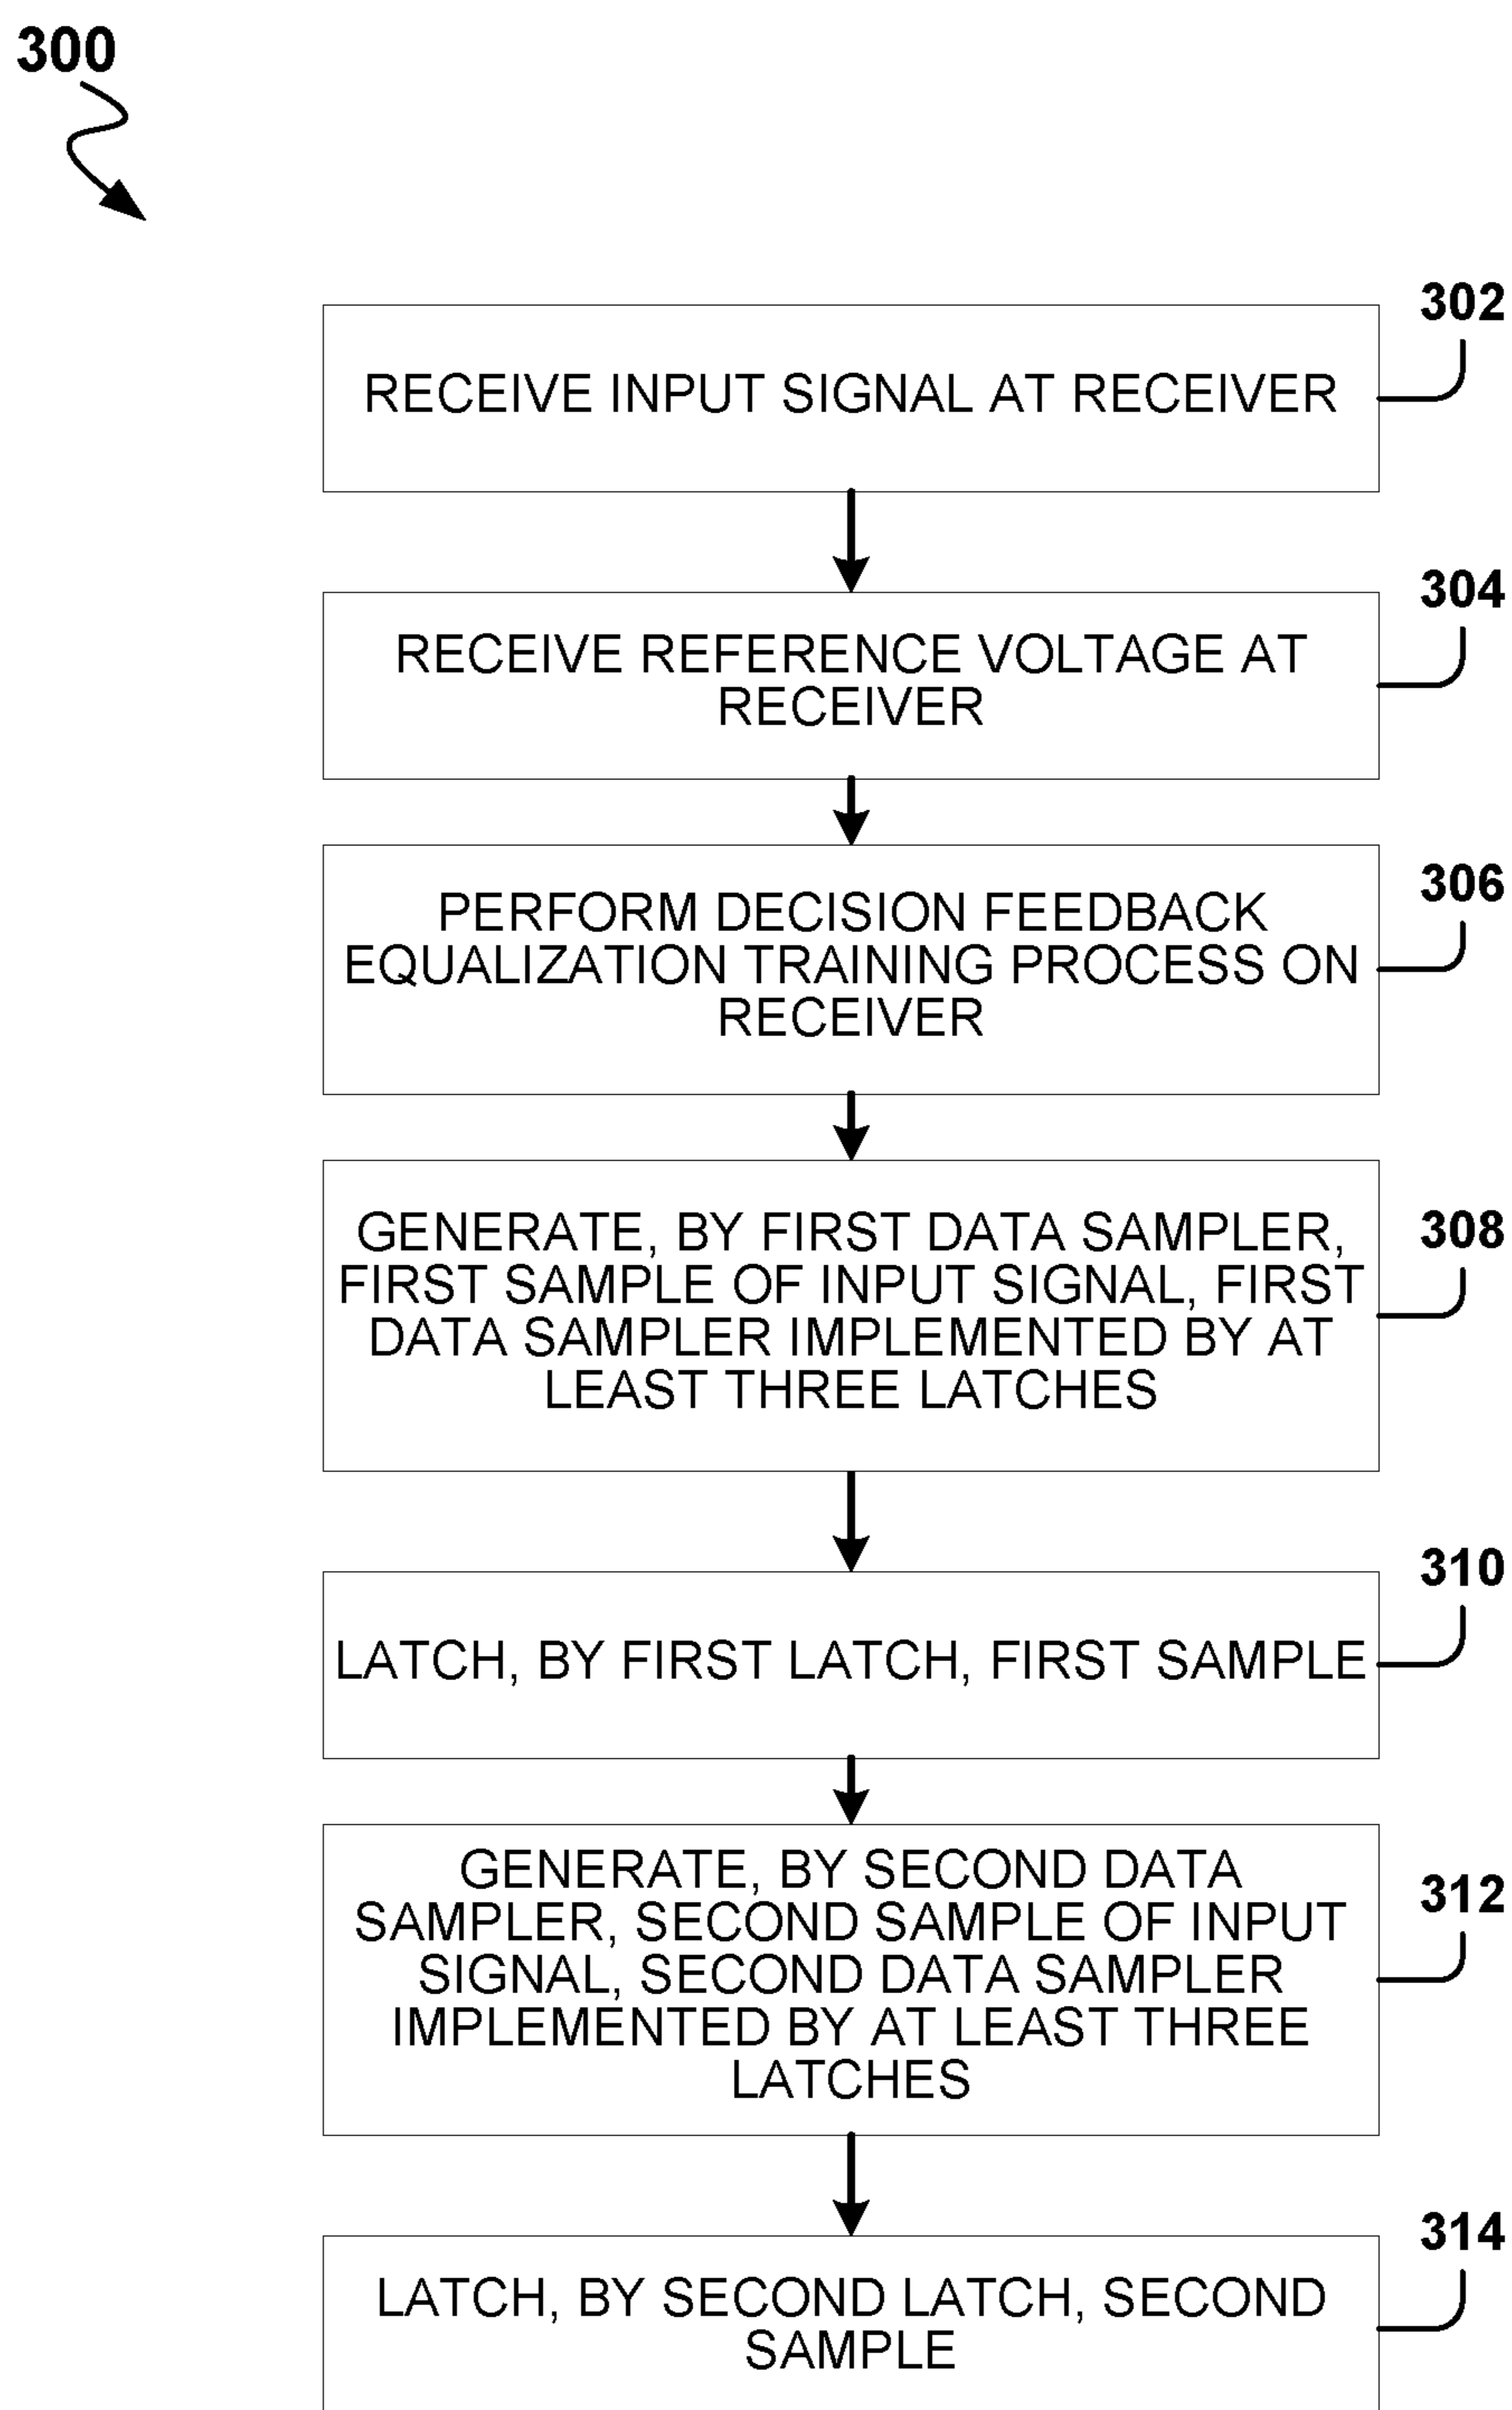 300
302
RECEIVE INPUT SIGNAL AT RECEIVER
304
RECEIVE REFERENCE VOLTAGE AT
RECEIVER
306
PERFORM DECISION FEEDBACK
EQUALIZATION TRAINING PROCESS ON
RECEIVER
308
GENERATE, BY FIRST DATA SAMPLER,
FIRST SAMPLE OF INPUT SIGNAL, FIRST
DATA SAMPLER IMPLEMENTED BY AT
LEAST THREE LATCHES
310
LATCH, BY FIRST LATCH, FIRST SAMPLE
312
GENERATE, BY SECOND DATA
SAMPLER, SECOND SAMPLE OF INPUT
SIGNAL, SECOND DATA SAMPLER
IMPLEMENTED BY AT LEAST THREE
LATCHES
314
LATCH, BY SECOND LATCH, SECOND
SAMPLE